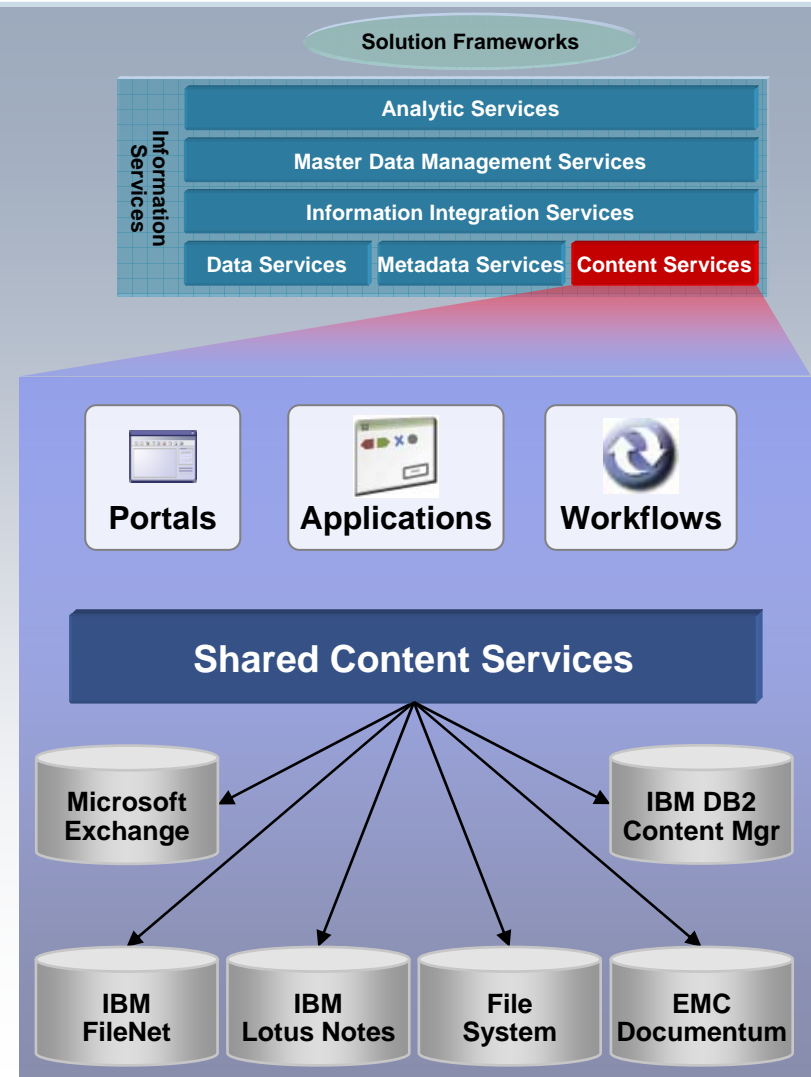 Solution Frameworks
Information
Services
Analytic Services
Master Data Management Services
Information Integration Services
Data Services
Metadata Services
Content Services
Portals
Applications
Workflows
Shared Content Services
Microsoft
Exchange
IBM DB2
Content Mgr
IBM
FileNet
IBM
Lotus Notes
File
System
EMC
Documentum